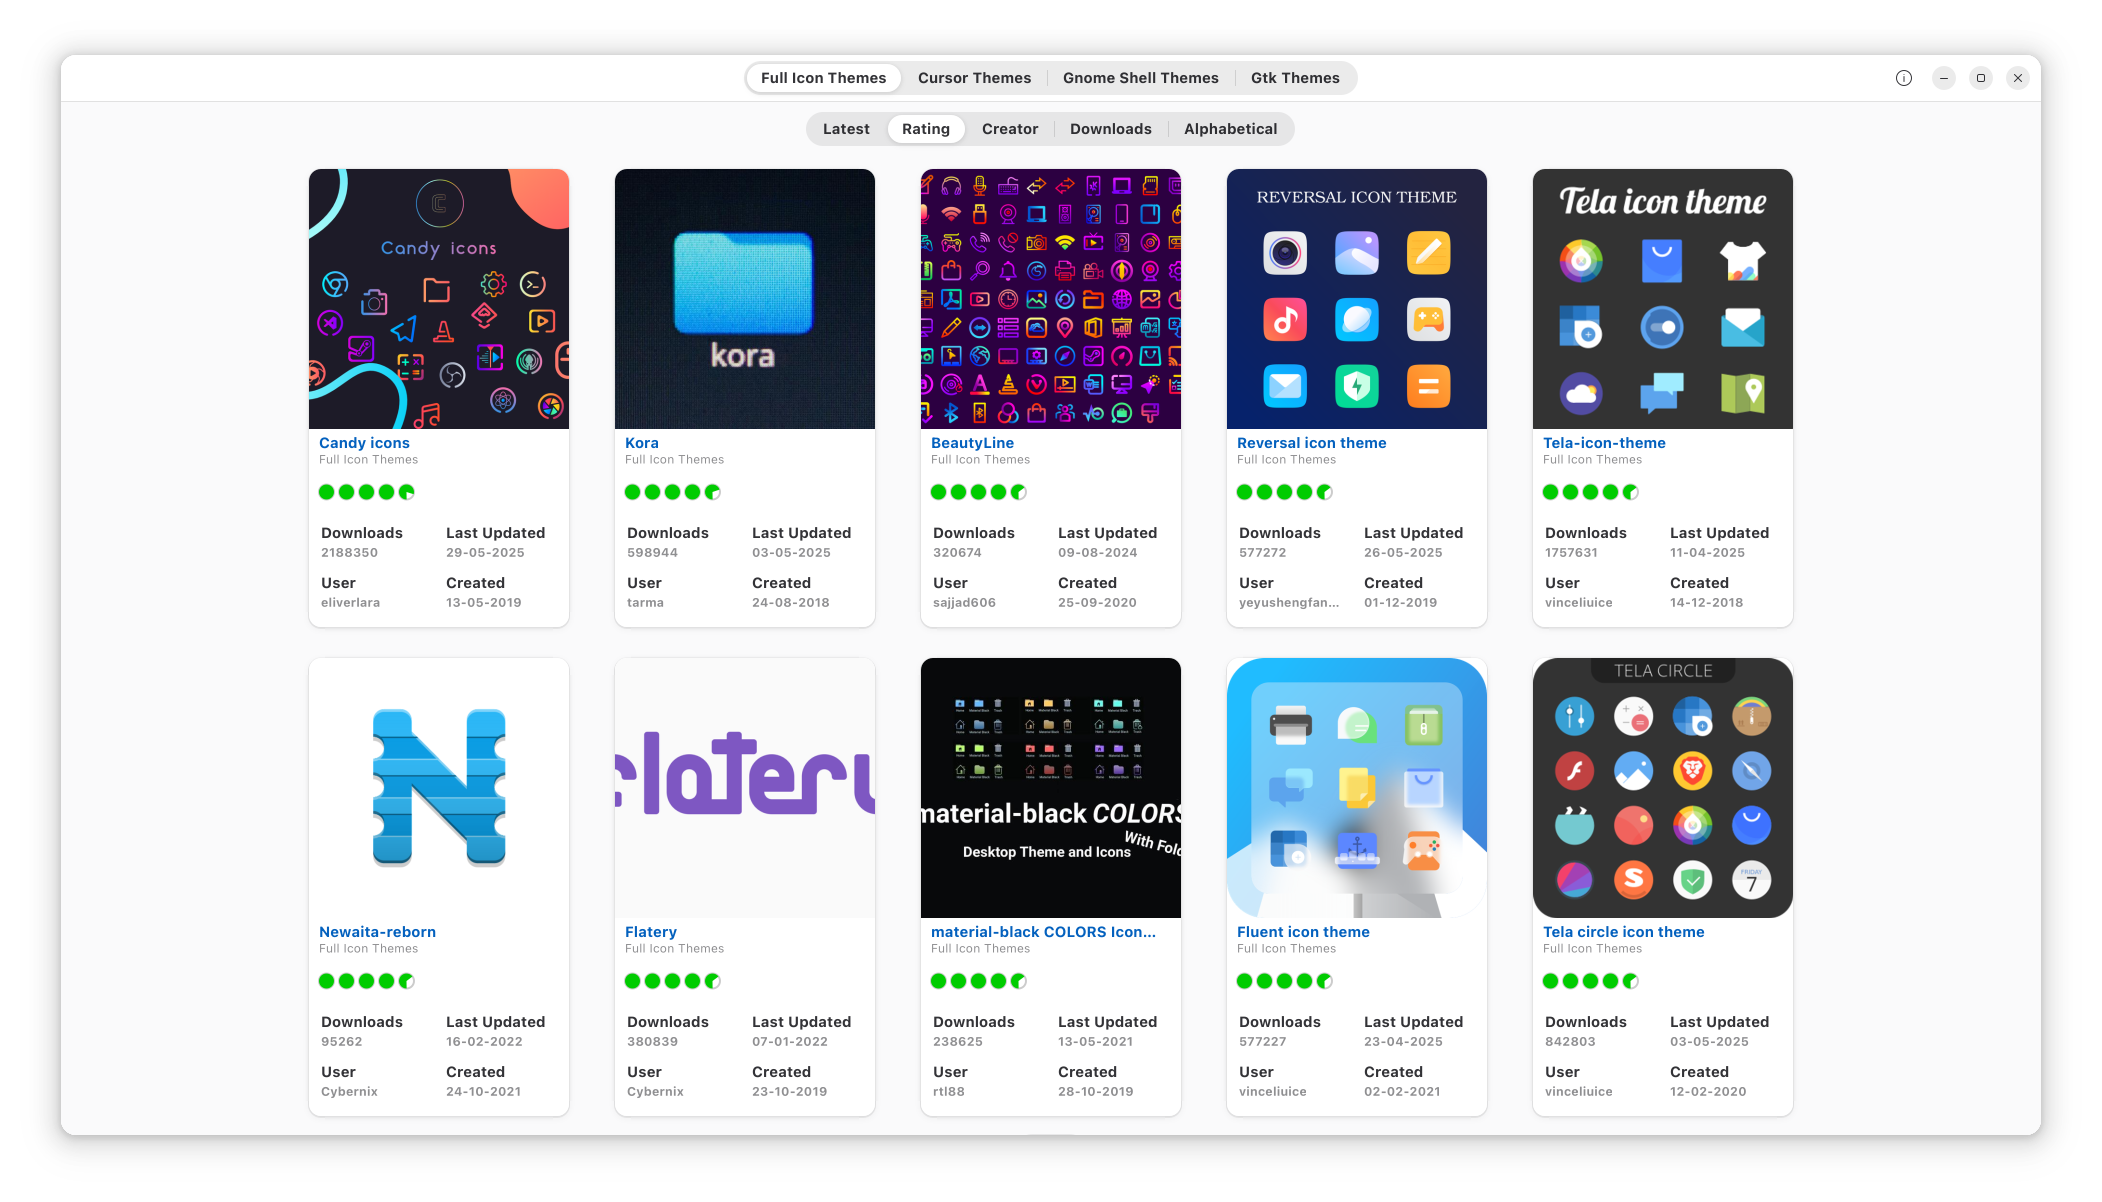 Full Icon Themes Cursor Themes Gnome Shell Themes Gtk Themes
Latest Rating Creator Downloads Alphabetical
C
Candy icons
kora
REVERSAL ICON THEME
Tela icon theme
Candy icons
Full Icon Themes
Downloads Last Updated
2188350 29-05-2025
User Created
eliverlara 13-05-2019
Kora
Full Icon Themes
Downloads Last Updated
598944 03-05-2025
User Created
tarma 24-08-2018
BeautyLine
Full Icon Themes
Downloads Last Updated
320674 09-08-2024
User Created
sajjad606 25-09-2020
Reversal icon theme
Full Icon Themes
Downloads Last Updated
577272 26-05-2025
User Created
yeyushengfan... 01-12-2019
Tela-icon-theme
Full Icon Themes
Downloads Last Updated
1757631 11-04-2025
User Created
vinceliuice 14-12-2018
N
flatery
material-black COLORS
With Fold
Desktop Theme and Icons
TELA CIRCLE
FRIDAY
7
Newaita-reborn
Full Icon Themes
Downloads Last Updated
95262 16-02-2022
User Created
Cybernix 24-10-2021
Flatery
Full Icon Themes
Downloads Last Updated
380839 07-01-2022
User Created
Cybernix 23-10-2019
material-black COLORS Icon...
Full Icon Themes
Downloads Last Updated
238625 13-05-2021
User Created
rtl88 28-10-2019
Fluent icon theme
Full Icon Themes
Downloads Last Updated
577227 23-04-2025
User Created
vinceliuice 02-02-2021
Tela circle icon theme
Full Icon Themes
Downloads Last Updated
842803 03-05-2025
User Created
vinceliuice 12-02-2020